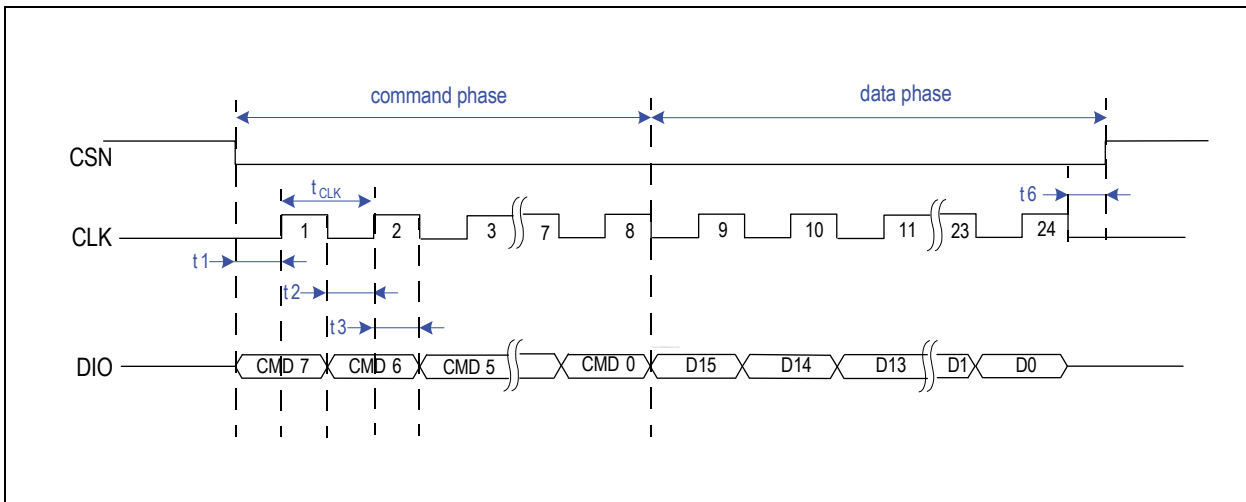 command phase
data phase
CSN
tCLK
t6
CLK
1
2
3
7
8
9
10
11
23
24
t1
t2
t3
DIO
CMD 7
CMD 6
CMD 5
CMD 0
D15
D14
D13
D1
D0